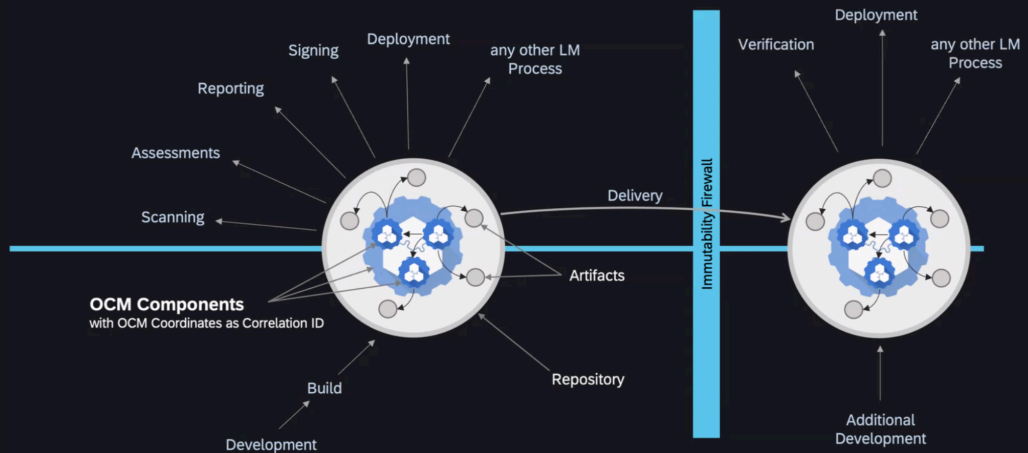 Deployment
Signing
Deployment
any other LM
Process
Verification
any other LM
Process
Reporting
Assessments
Scanning
Delivery
Immutability Firewall
OCM Components
with OCM Coordinates as Correlation ID
Artifacts
Repository
Build
Development
Additional
Development